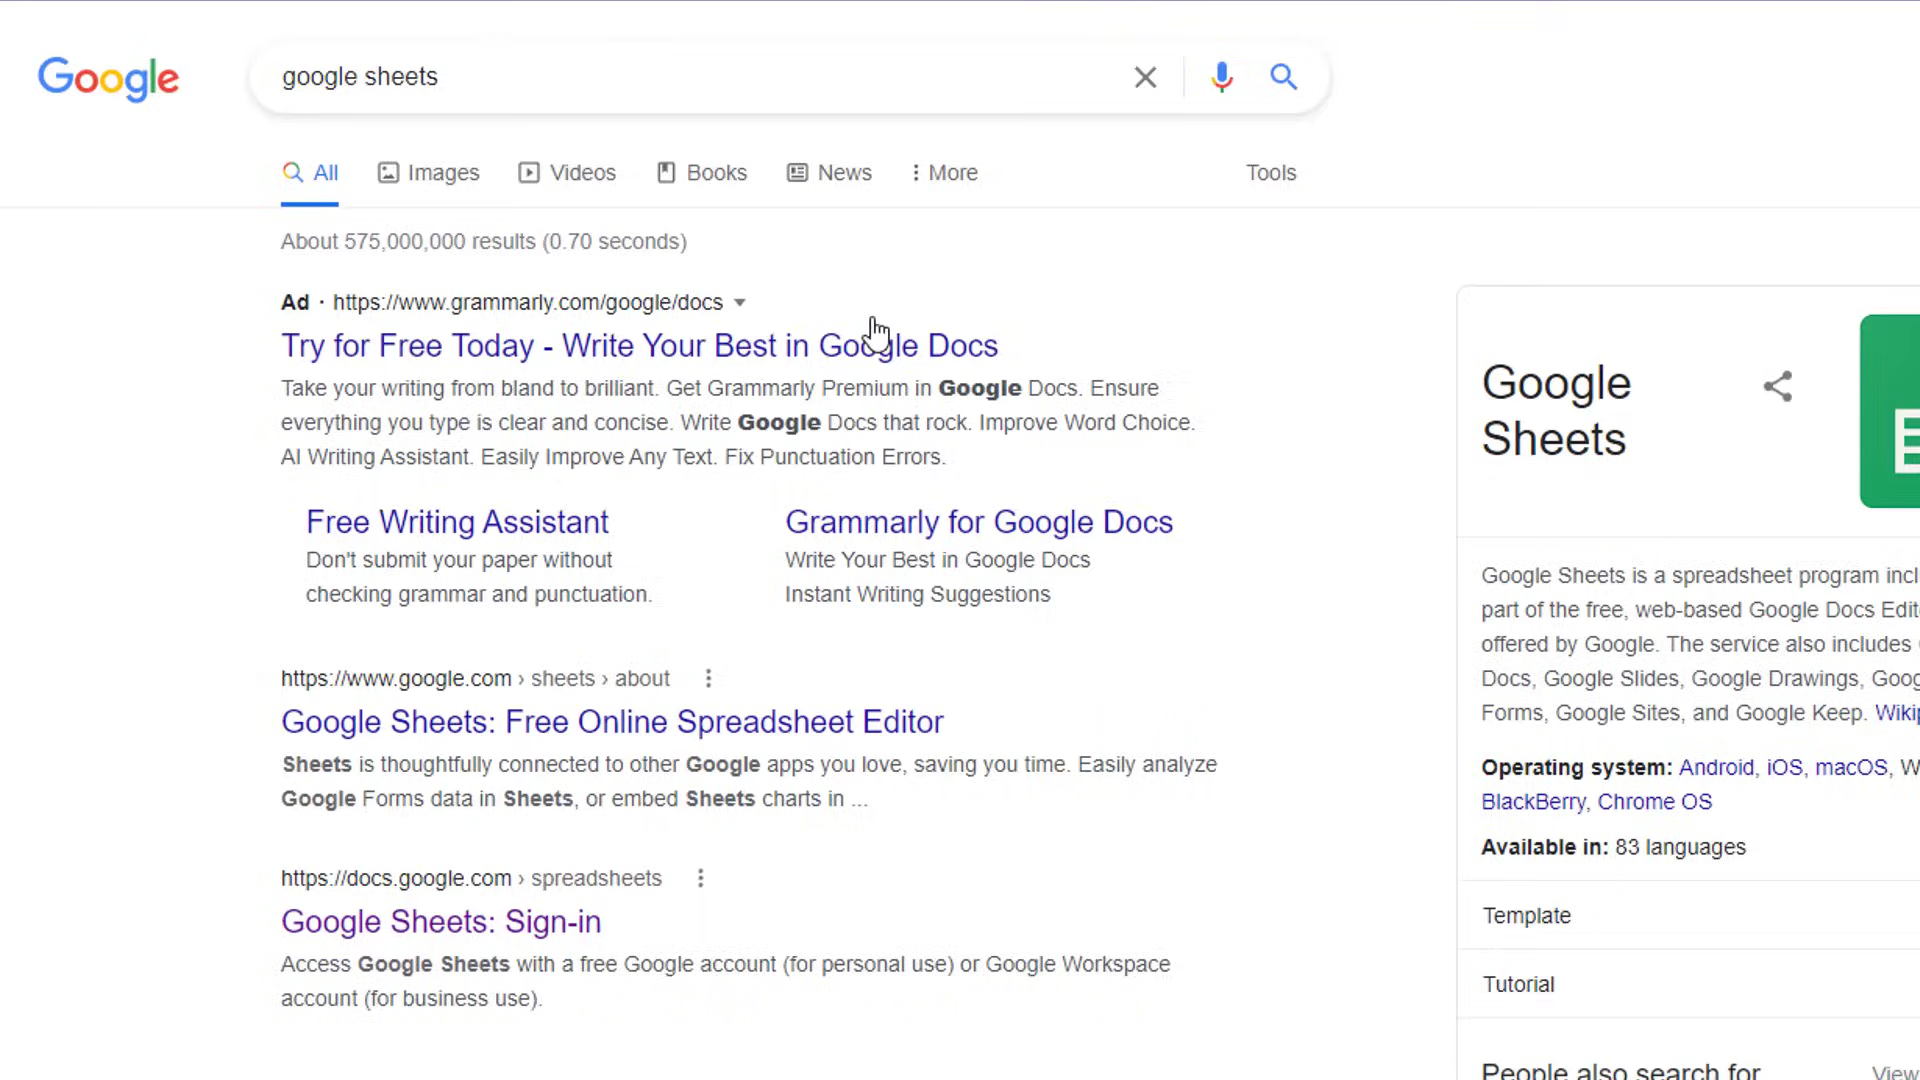 Google
google sheets
All Images Videos Books News More Tools
About 575,000,000 results (0.70 seconds)
Ad · https://www.grammarly.com/google/docs
Try for Free Today - Write Your Best in Google Docs
Take your writing from bland to brilliant. Get Grammarly Premium in Google Docs. Ensure
everything you type is clear and concise. Write Google Docs that rock. Improve Word Choice.
AI Writing Assistant. Easily Improve Any Text. Fix Punctuation Errors.
Free Writing Assistant
Don't submit your paper without
checking grammar and punctuation.
Grammarly for Google Docs
Write Your Best in Google Docs
Instant Writing Suggestions
https://www.google.com › sheets › about
Google Sheets: Free Online Spreadsheet Editor
Sheets is thoughtfully connected to other Google apps you love, saving you time. Easily analyze
Google Forms data in Sheets, or embed Sheets charts in ...
https://docs.google.com › spreadsheets
Google Sheets: Sign-in
Access Google Sheets with a free Google account (for personal use) or Google Workspace
account (for business use).
Google
Sheets
Google Sheets is a spreadsheet program incl
part of the free, web-based Google Docs Edit
offered by Google. The service also includes
Docs, Google Slides, Google Drawings, Goog
Forms, Google Sites, and Google Keep. Wikip
Operating system: Android, iOS, macOS, W
BlackBerry, Chrome OS
Available in: 83 languages
Template
Tutorial
People also search for
View